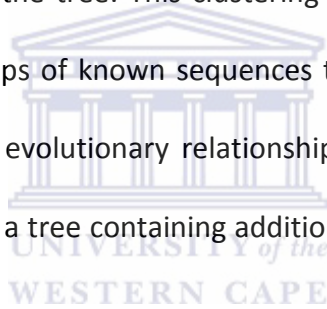 the tree. This clustering
ps of known sequences t
evolutionary relationship
a tree containing additio
UNIVERSITY of the
WESTERN CAPE